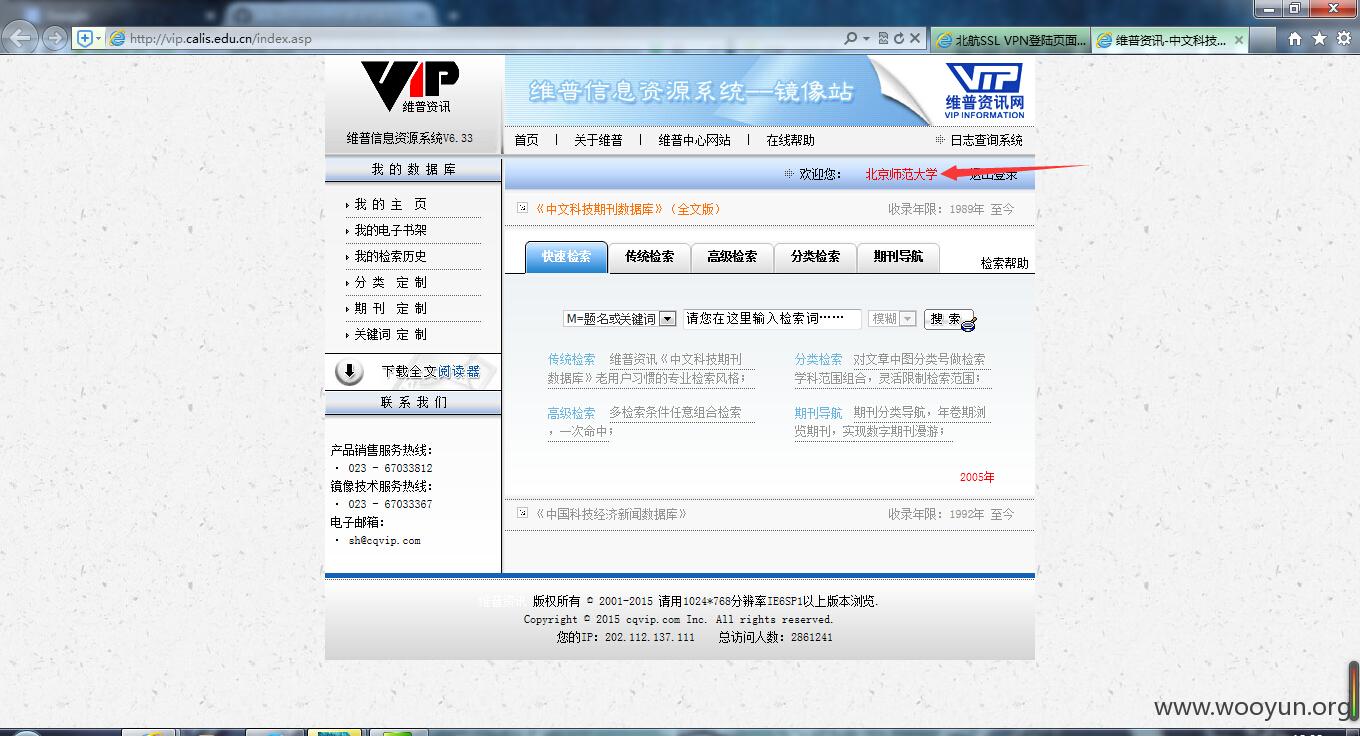 http://vip.calis.edu.cn/index.asp
北航SSL VPN登陆页面...
维普资讯-中文科技...
VIP
维普资讯
维普信息资源系统V6.33
维普信息资源系统——镜像站
VIP
维普资讯网
VIP INFORMATION
首页 | 关于维普 | 维普中心网站 | 在线帮助
日志查询系统
我的数据库
欢迎您: 北京师范大学 退出登录
我的主页
我的电子书架
我的检索历史
分类 定制
期刊 定制
关键词 定制
下载全文阅读器
联系我们
产品销售服务热线:
· 023 - 67033812
镜像技术服务热线:
· 023 - 67033367
电子邮箱:
· sh@cqvip.com
《中文科技期刊数据库》(全文版)
收录年限: 1989年 至今
快速检索 传统检索 高级检索 分类检索 期刊导航
检索帮助
M=题名或关键词 请您在这里输入检索词…… 模糊 搜索
传统检索 维普资讯《中文科技期刊
数据库》老用户习惯的专业检索风格;
分类检索 对文章中图分类号做检索
学科范围组合,灵活限制检索范围;
高级检索 多检索条件任意组合检索
,一次命中;
期刊导航 期刊分类导航,年卷期浏
览期刊,实现数字期刊漫游;
2005年
《中国科技经济新闻数据库》
收录年限: 1992年 至今
维普资讯 版权所有 © 2001-2015 请用1024*768分辨率IE6SP1以上版本浏览.
Copyright © 2015 cqvip.com Inc. All rights reserved.
您的IP: 202.112.137.111 总访问人数: 2861241
www.wooyun.org